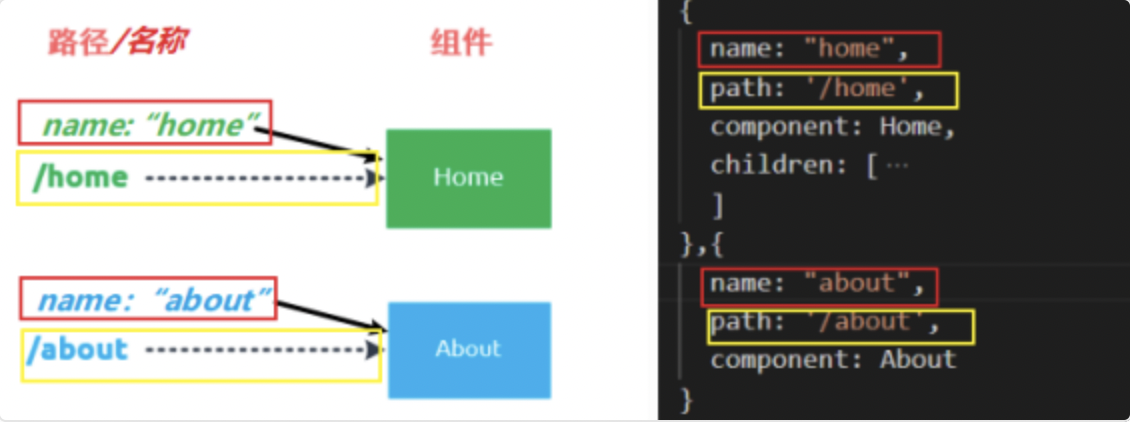 路径/名称
组件
name: “home”
/home
Home
name: “about”
/about
About
{
name: "home",
path: '/home',
component: Home,
children: [ ···
]
},{
name: "about",
path: '/about',
component: About
}